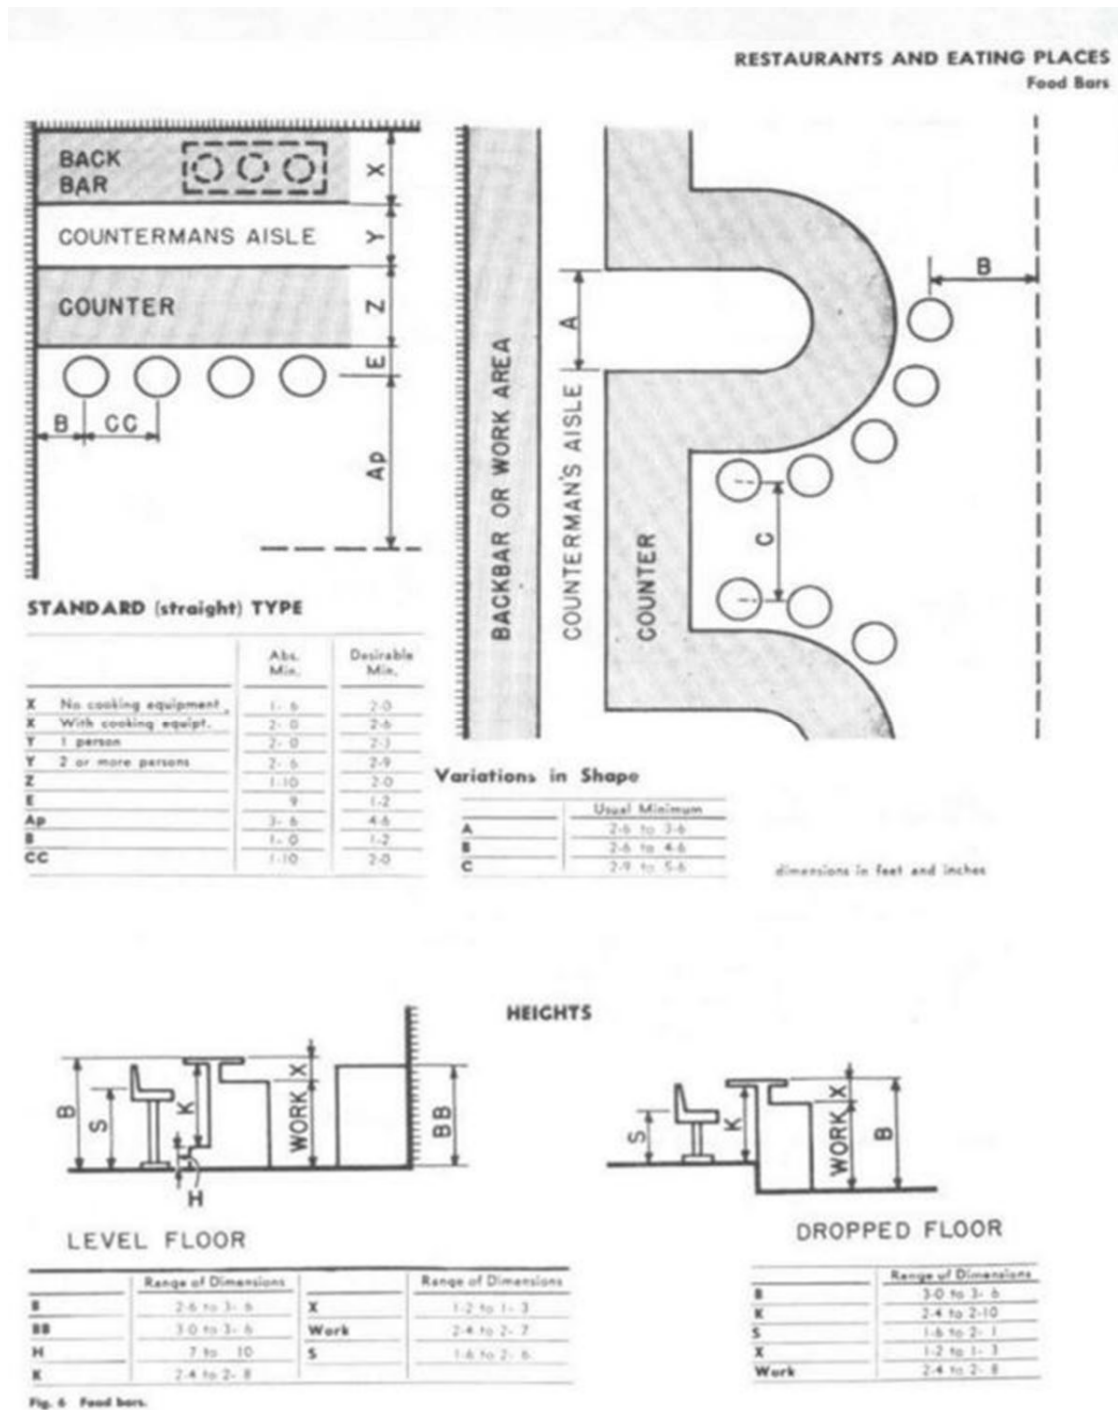 RESTAURANTS AND EATING PLACES
Food Bars
BACK
BAR
X
COUNTERMANS AISLE
Y
COUNTER
Z
E
B
CC
Ap
STANDARD (straight) TYPE
Abs. Min. Desirable Min.
X No cooking equipment 1-6 2-0
X With cooking equipt. 2-0 2-6
Y 1 person 2-0 2-3
Y 2 or more persons 2-6 2-9
Z 1-10 2-0
E 9 1-2
Ap 3-6 4-6
B 1-0 1-2
CC 1-10 2-0
BACKBAR OR WORK AREA
COUNTERMAN'S AISLE
COUNTER
A
B
C
Variations in Shape
Usual Minimum
A 2-6 to 3-6
B 2-6 to 4-6
C 2-9 to 5-6
dimensions in feet and inches
HEIGHTS
B
S
K
H
X
WORK
BB
LEVEL FLOOR
Range of Dimensions Range of Dimensions
B 2-6 to 3-6 X 1-2 to 1-3
BB 3-0 to 3-6 Work 2-4 to 2-7
H 7 to 10 S 1-6 to 2-6
K 2-4 to 2-8
S
K
X
WORK
B
DROPPED FLOOR
Range of Dimensions
B 3-0 to 3-6
K 2-4 to 2-10
S 1-6 to 2-1
X 1-2 to 1-3
Work 2-4 to 2-8
Fig. 6 Food bars.